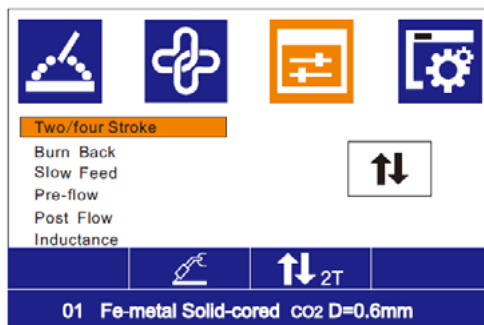 Two/four Stroke
Burn Back
Slow Feed
Pre-flow
Post Flow
Inductance
2T
01 Fe-metal Solid-cored CO2 D=0.6mm